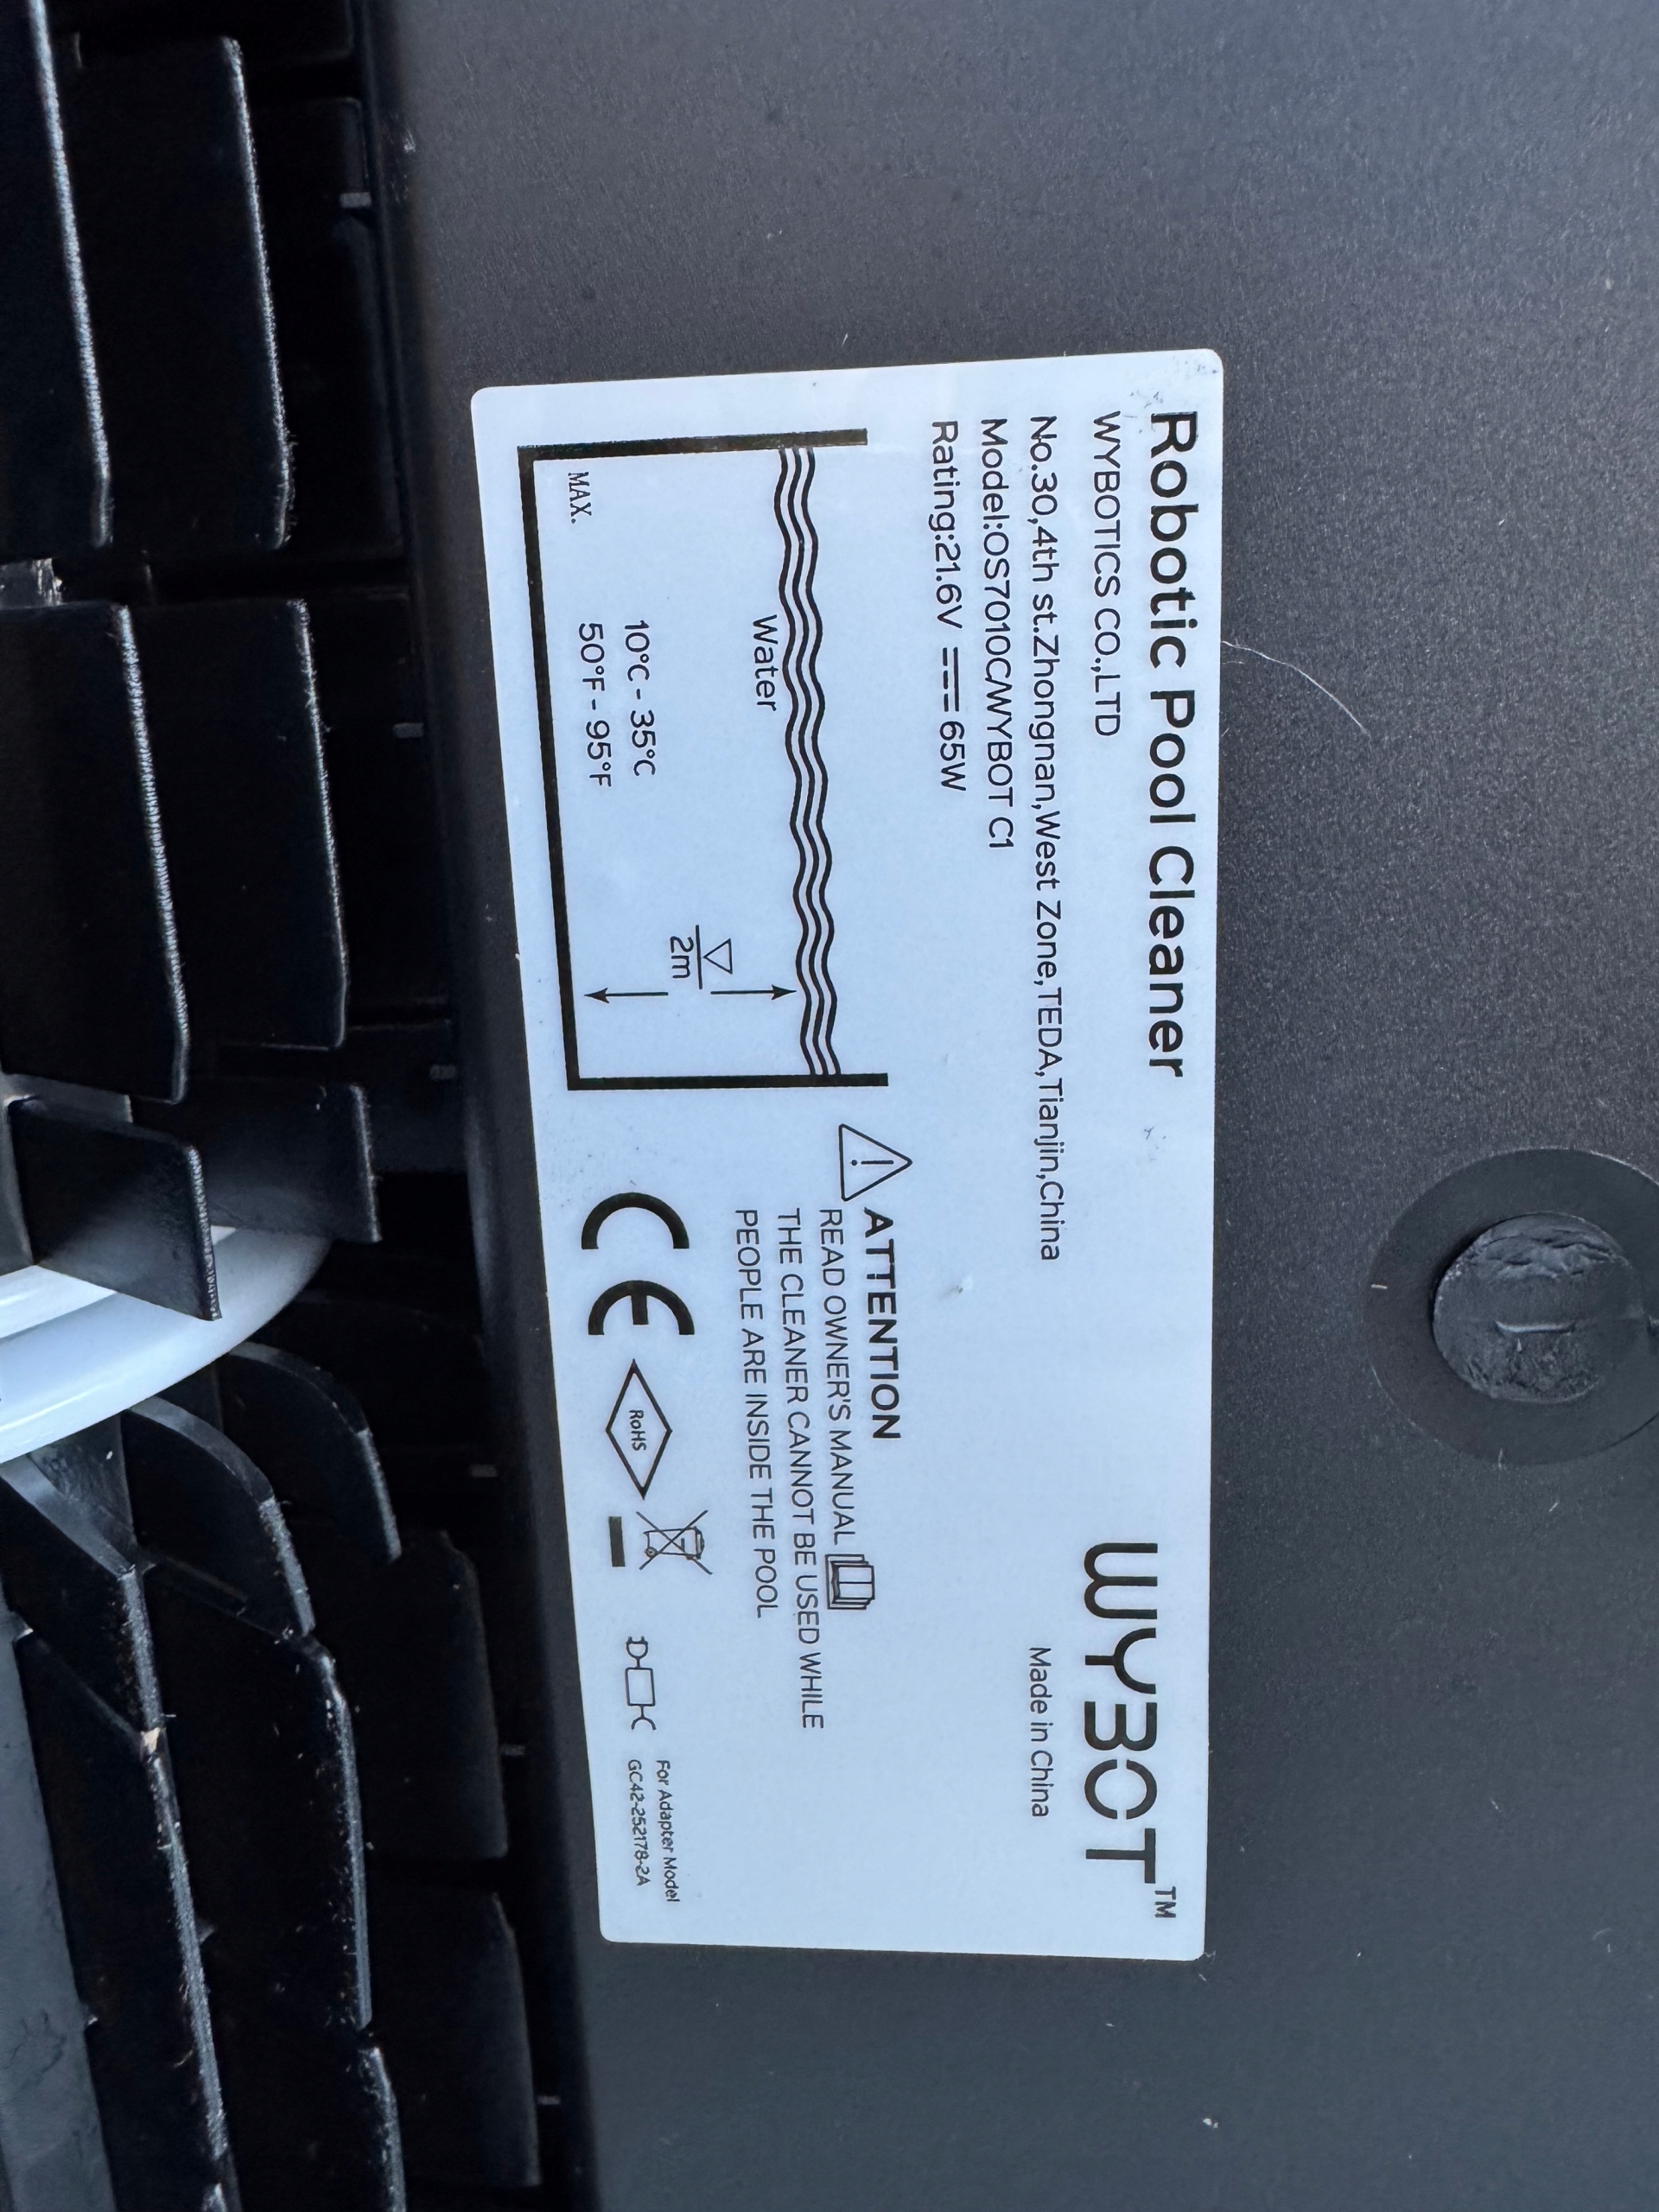 Robotic Pool Cleaner
WYBOTICS CO.,LTD
No.30,4th st.Zhongnan,West Zone,TEDA,Tianjin,China
Model:OS7010C/WYBOT C1
Rating:21.6V ⎓ 65W
WYBOT™
Made in China
Water
10°C - 35°C
50°F - 95°F
MAX.
2m
ATTENTION
READ OWNER'S MANUAL
THE CLEANER CANNOT BE USED WHILE
PEOPLE ARE INSIDE THE POOL
CE
RoHS
For Adapter Model
GC42-252178-2A